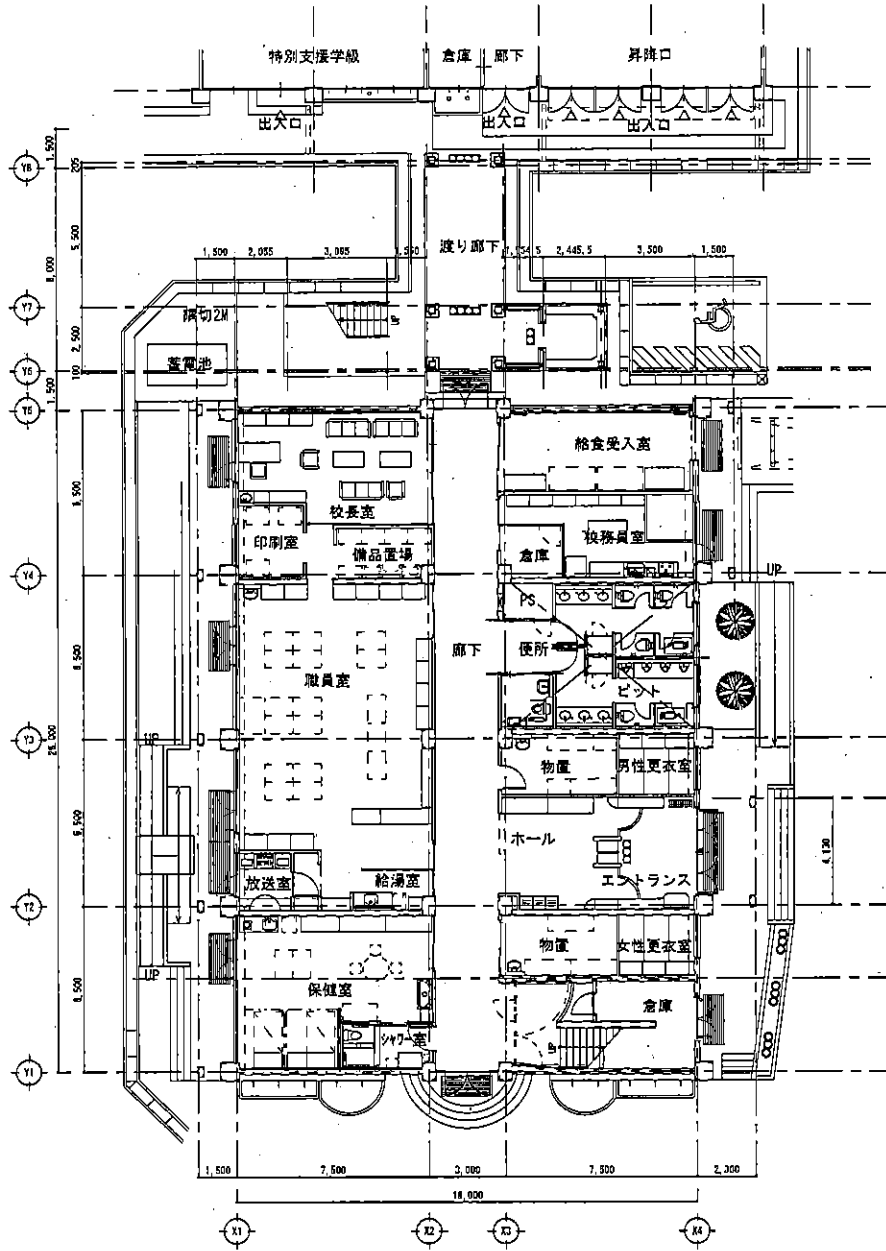 特別支援学級
倉庫
廊下
昇降口
出入口
出入口
出入口
1,500
Y8
205
渡り廊下
5,500
8,000
1,500
2,035
3,065
2,445.5
3,500
1,500
Y7
隅切2M
UP
2,500
蓄電池
Y6
100
1,500
Y5
給食受入室
校長室
6,500
印刷室
備品置場
倉庫
校務員室
Y4
UP
PS
廊下
便所
職員室
ピット
6,500
26,000
Y3
UP
物置
男性更衣室
ホール
6,500
4,130
放送室
給湯室
エントランス
Y2
物置
女性更衣室
UP
保健室
倉庫
6,500
シャワー室
UP
Y1
1,500
7,500
3,000
7,500
2,300
18,000
X1
X2
X3
X4